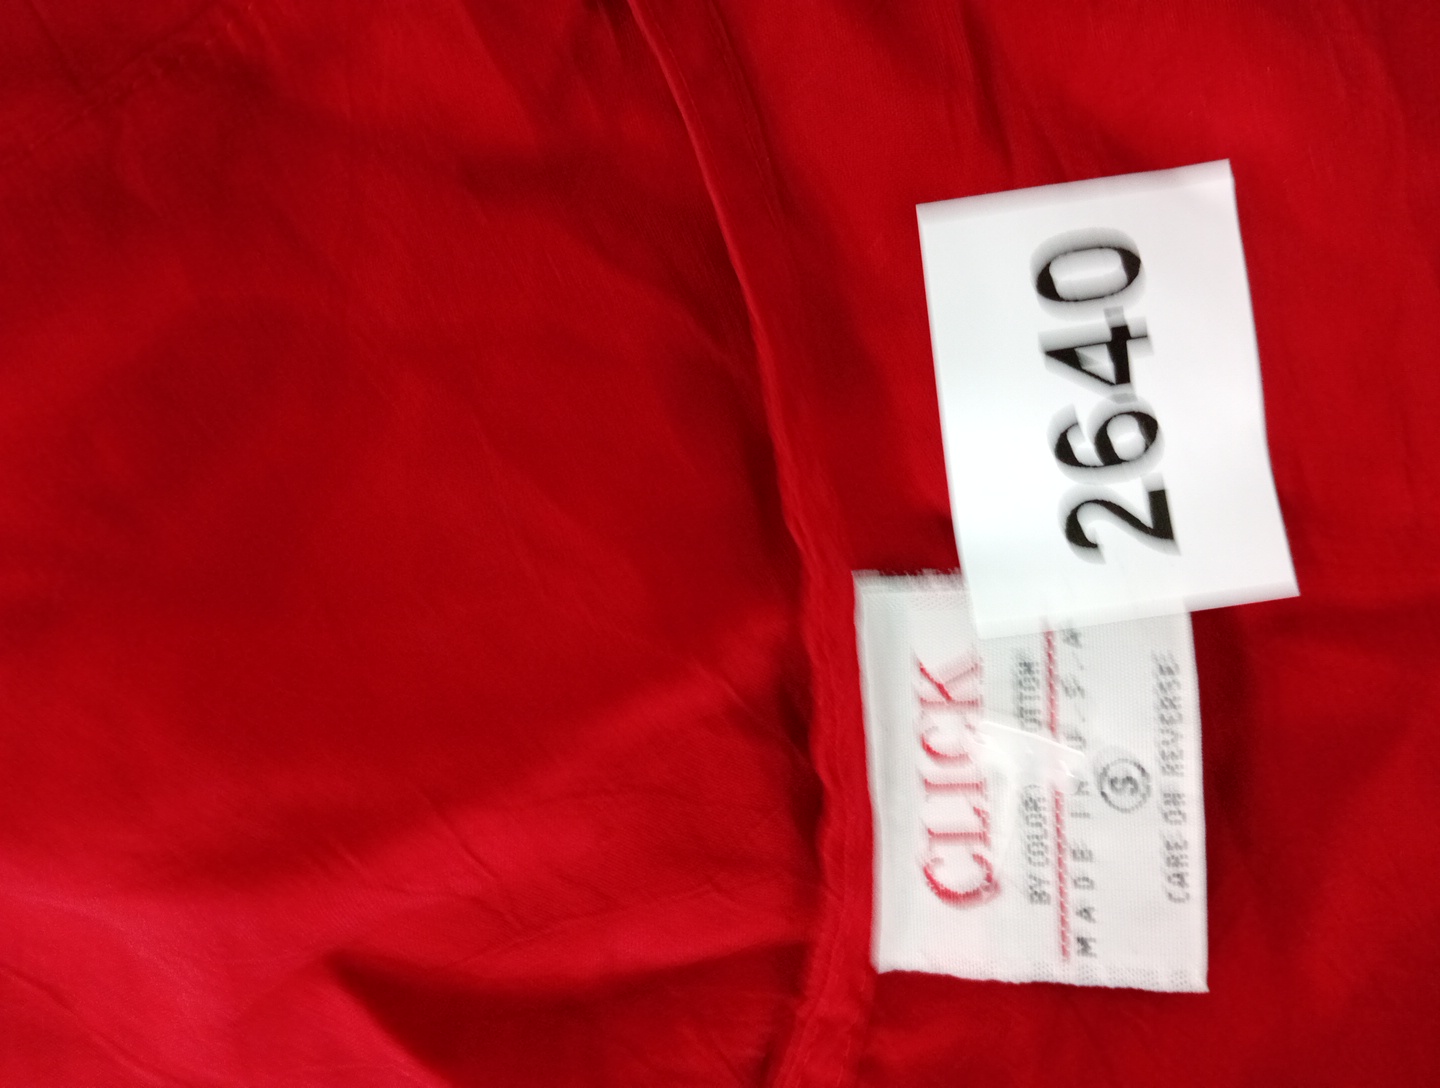 2640
CLICK
BY COLOR COTTON
MADE IN U.S.A.
S
CARE ON REVERSE